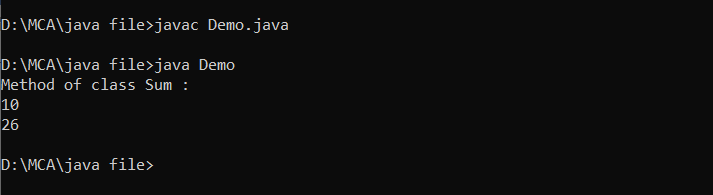 D:\MCA\java file>javac Demo.java
D:\MCA\java file>java Demo
Method of class Sum :
10
26
D:\MCA\java file>